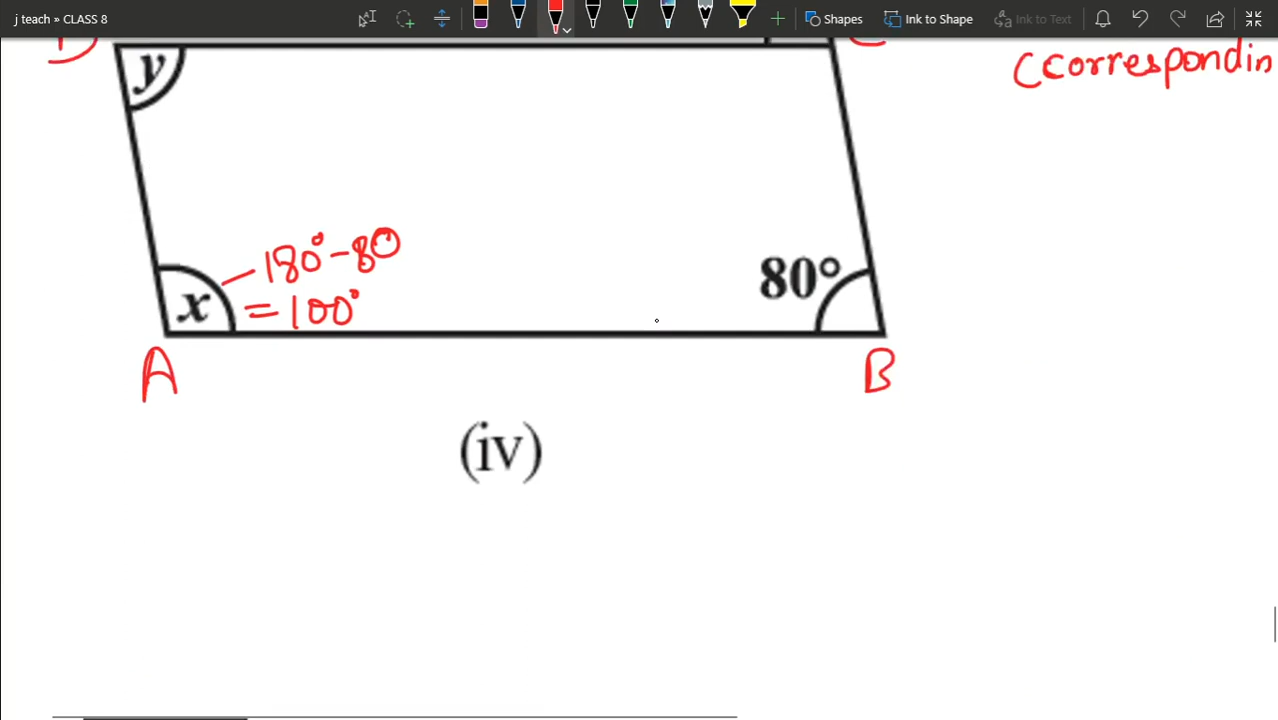 j teach » CLASS 8
Shapes
Ink to Shape
Ink to Text
y
(correspondin
180° - 80
x
= 100°
80°
A
B
(iv)